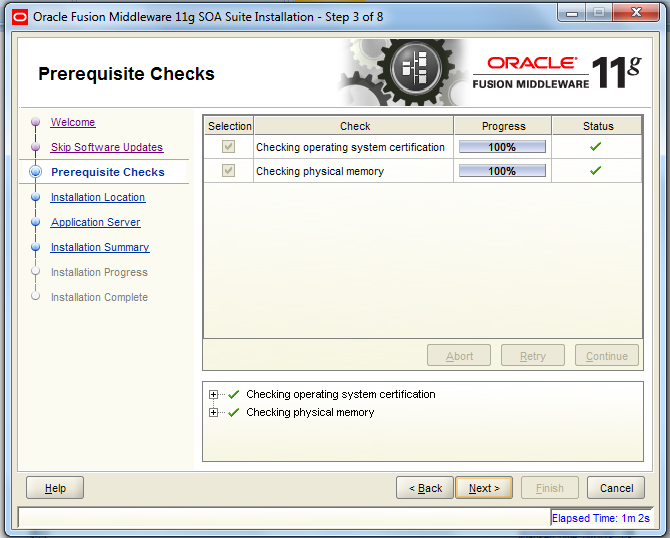 Oracle Fusion Middleware 11g SOA Suite Installation - Step 3 of 8
Prerequisite Checks
ORACLE
FUSION MIDDLEWARE 11g
Welcome
Skip Software Updates
Prerequisite Checks
Installation Location
Application Server
Installation Summary
Installation Progress
Installation Complete
Selection Check Progress Status
Checking operating system certification 100%
Checking physical memory 100%
Abort Retry Continue
Checking operating system certification
Checking physical memory
Help < Back Next > Finish Cancel
Elapsed Time: 1m 2s